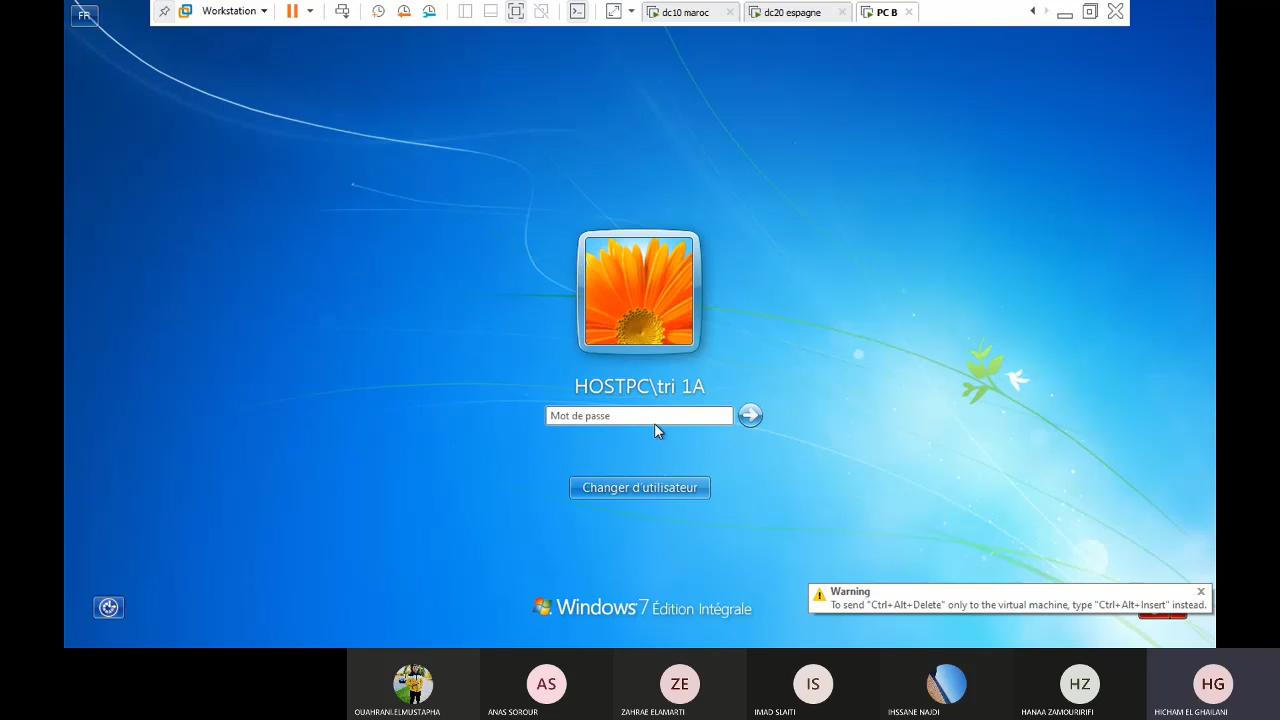 FR
Workstation
dc10 maroc
dc20 espagne
PC B
HOSTPC\tri 1A
Mot de passe
Changer d'utilisateur
Windows 7 Édition Intégrale
Warning
To send "Ctrl+Alt+Delete" only to the virtual machine, type "Ctrl+Alt+Insert" instead.
AS
ZE
IS
HZ
HG
OUAHRANI.ELMUSTAPHA
ANAS SOROUR
ZAHRAE ELAMARTI
IMAD SLAITI
IHSSANE NAJDI
HANAA ZAMOURIRIFI
HICHAM EL GHAILANI